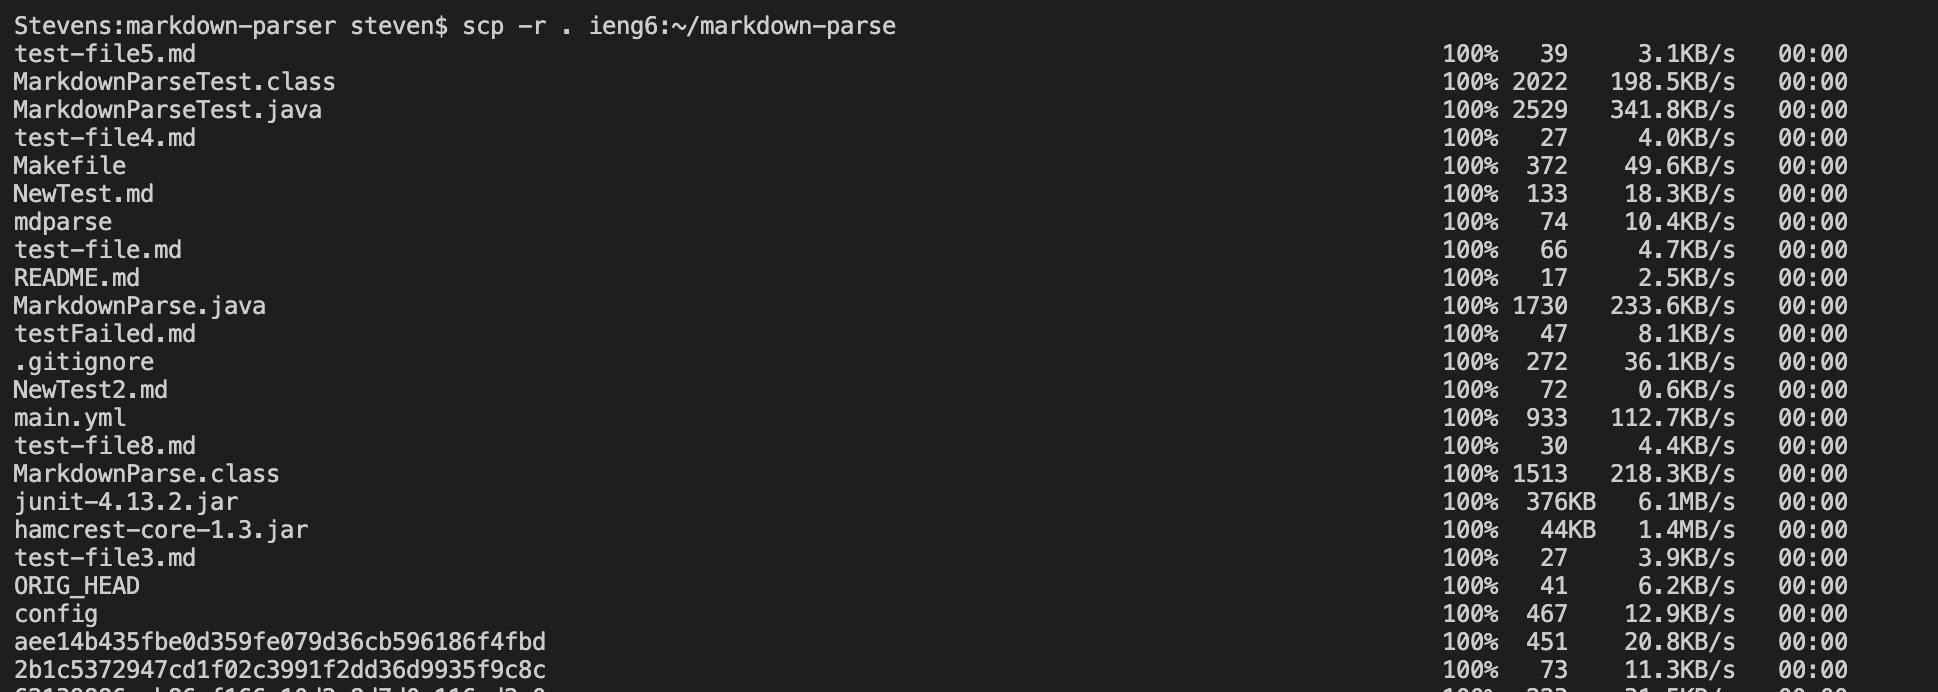 Stevens:markdown-parser steven$ scp -r . ieng6:~/markdown-parse
test-file5.md 100% 39 3.1KB/s 00:00
MarkdownParseTest.class 100% 2022 198.5KB/s 00:00
MarkdownParseTest.java 100% 2529 341.8KB/s 00:00
test-file4.md 100% 27 4.0KB/s 00:00
Makefile 100% 372 49.6KB/s 00:00
NewTest.md 100% 133 18.3KB/s 00:00
mdparse 100% 74 10.4KB/s 00:00
test-file.md 100% 66 4.7KB/s 00:00
README.md 100% 17 2.5KB/s 00:00
MarkdownParse.java 100% 1730 233.6KB/s 00:00
testFailed.md 100% 47 8.1KB/s 00:00
.gitignore 100% 272 36.1KB/s 00:00
NewTest2.md 100% 72 0.6KB/s 00:00
main.yml 100% 933 112.7KB/s 00:00
test-file8.md 100% 30 4.4KB/s 00:00
MarkdownParse.class 100% 1513 218.3KB/s 00:00
junit-4.13.2.jar 100% 376KB 6.1MB/s 00:00
hamcrest-core-1.3.jar 100% 44KB 1.4MB/s 00:00
test-file3.md 100% 27 3.9KB/s 00:00
ORIG_HEAD 100% 41 6.2KB/s 00:00
config 100% 467 12.9KB/s 00:00
aee14b435fbe0d359fe079d36cb596186f4fbd 100% 451 20.8KB/s 00:00
2b1c5372947cd1f02c3991f2dd36d9935f9c8c 100% 73 11.3KB/s 00:00